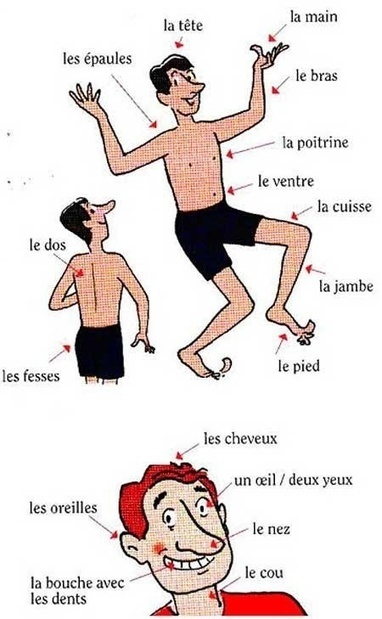 la main
la tête
les épaules
le bras
la poitrine
le ventre
la cuisse
le dos
la jambe
le pied
les fesses
les cheveux
un œil / deux yeux
les oreilles
le nez
la bouche avec
les dents
le cou